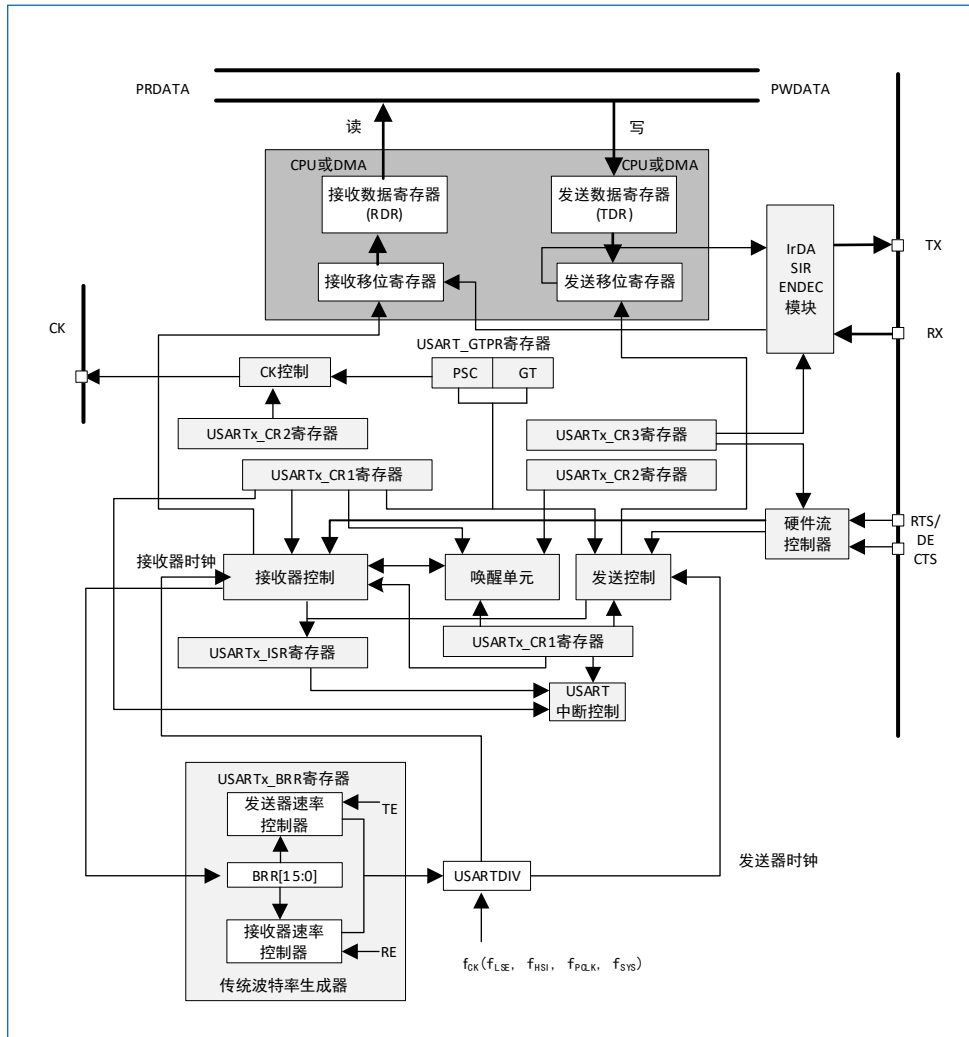 PRDATA
PWDATA
读
写
CPU或DMA
CPU或DMA
接收数据寄存器
(RDR)
发送数据寄存器
(TDR)
接收移位寄存器
发送移位寄存器
IrDA
SIR
ENDEC
模块
TX
RX
CK
USART_GTPR寄存器
CK控制
PSC
GT
USARTx_CR2寄存器
USARTx_CR3寄存器
USARTx_CR1寄存器
USARTx_CR2寄存器
硬件流
控制器
RTS/
DE
CTS
接收器时钟
接收器控制
唤醒单元
发送控制
USARTx_ISR寄存器
USARTx_CR1寄存器
USART
中断控制
USARTx_BRR寄存器
发送器速率
控制器
TE
BRR[15:0]
USARTDIV
发送器时钟
接收器速率
控制器
RE
fCK(fLSE, fHSI, fPCLK, fSYS)
传统波特率生成器